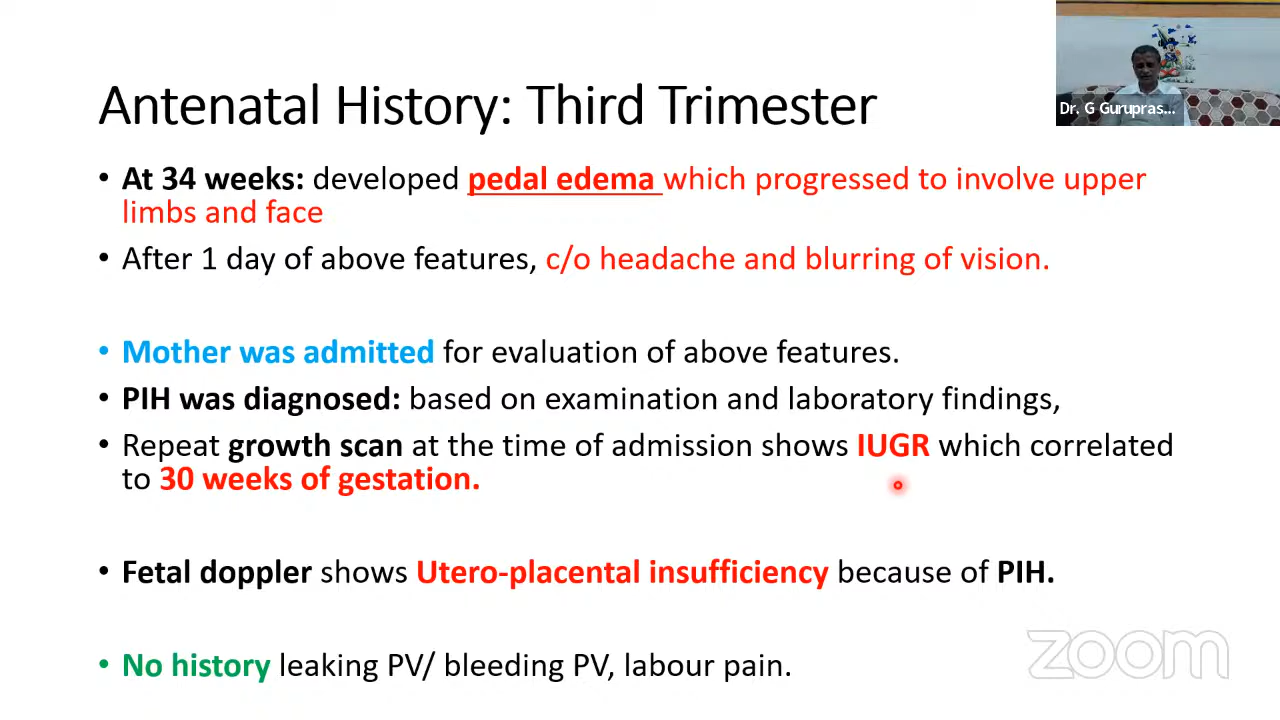 Antenatal History: Third Trimester
Dr. G Gurupras...
• At 34 weeks: developed pedal edema which progressed to involve upper
limbs and face
• After 1 day of above features, c/o headache and blurring of vision.
• Mother was admitted for evaluation of above features.
• PIH was diagnosed: based on examination and laboratory findings,
• Repeat growth scan at the time of admission shows IUGR which correlated
to 30 weeks of gestation.
• Fetal doppler shows Utero-placental insufficiency because of PIH.
• No history leaking PV/ bleeding PV, labour pain.
zoom